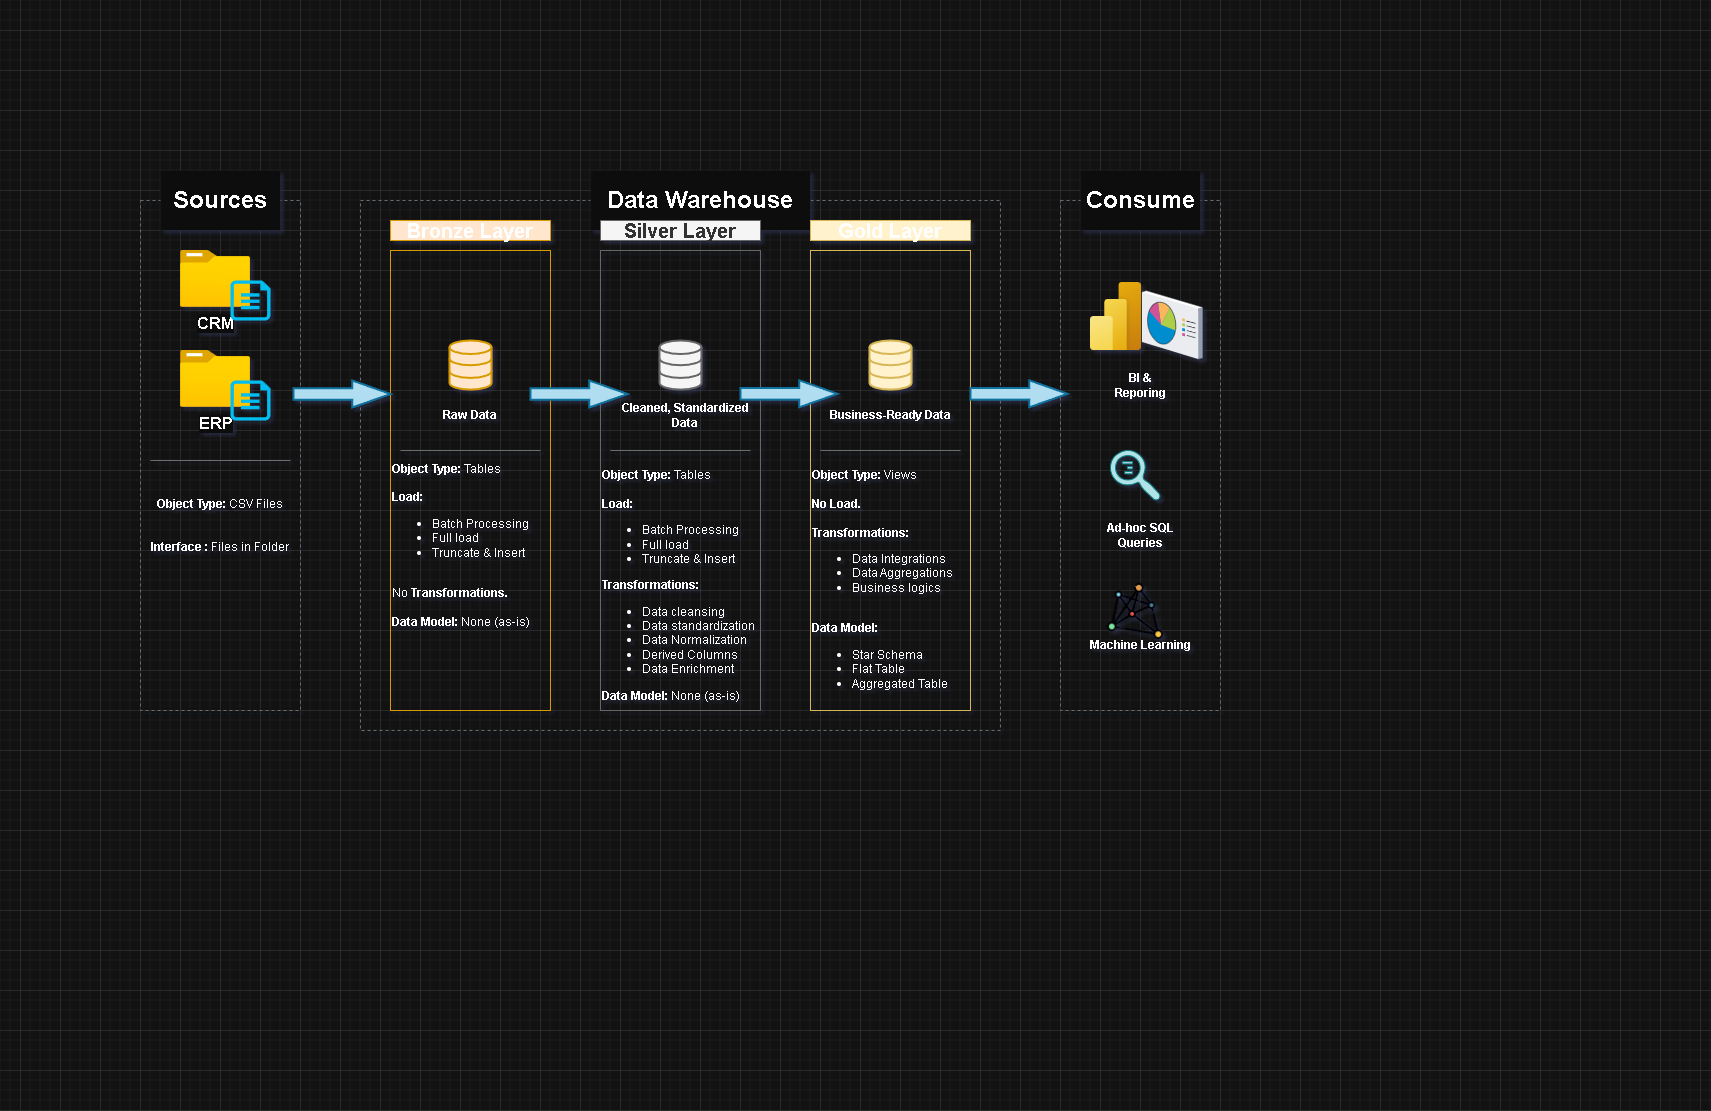 Sources
CRM
ERP
Object Type: CSV Files
Interface : Files in Folder
Data Warehouse
Bronze Layer
Raw Data
Object Type: Tables
Load:
Batch Processing
Full load
Truncate & Insert
No Transformations.
Data Model: None (as-is)
Silver Layer
Cleaned, Standardized
Data
Object Type: Tables
Load:
Batch Processing
Full load
Truncate & Insert
Transformations:
Data cleansing
Data standardization
Data Normalization
Derived Columns
Data Enrichment
Data Model: None (as-is)
Gold Layer
Business-Ready Data
Object Type: Views
No Load.
Transformations:
Data Integrations
Data Aggregations
Business logics
Data Model:
Star Schema
Flat Table
Aggregated Table
Consume
BI &
Reporing
Ad-hoc SQL
Queries
Machine Learning